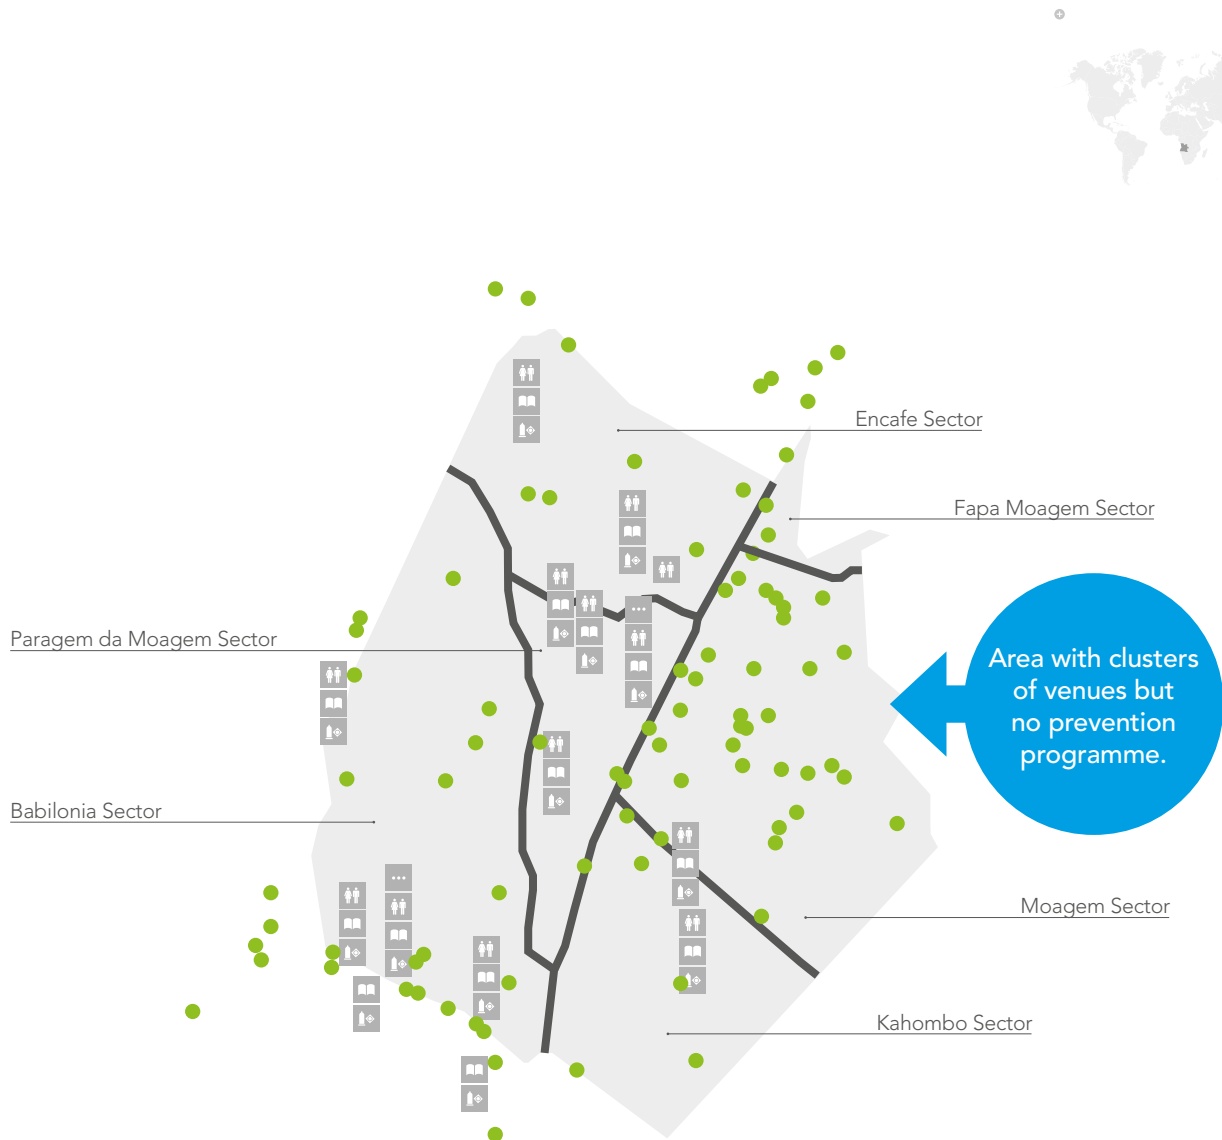 Encafe Sector
Fapa Moagem Sector
Paragem da Moagem Sector
Area with clusters
of venues but
no prevention
programme.
Babilonia Sector
Moagem Sector
Kahombo Sector